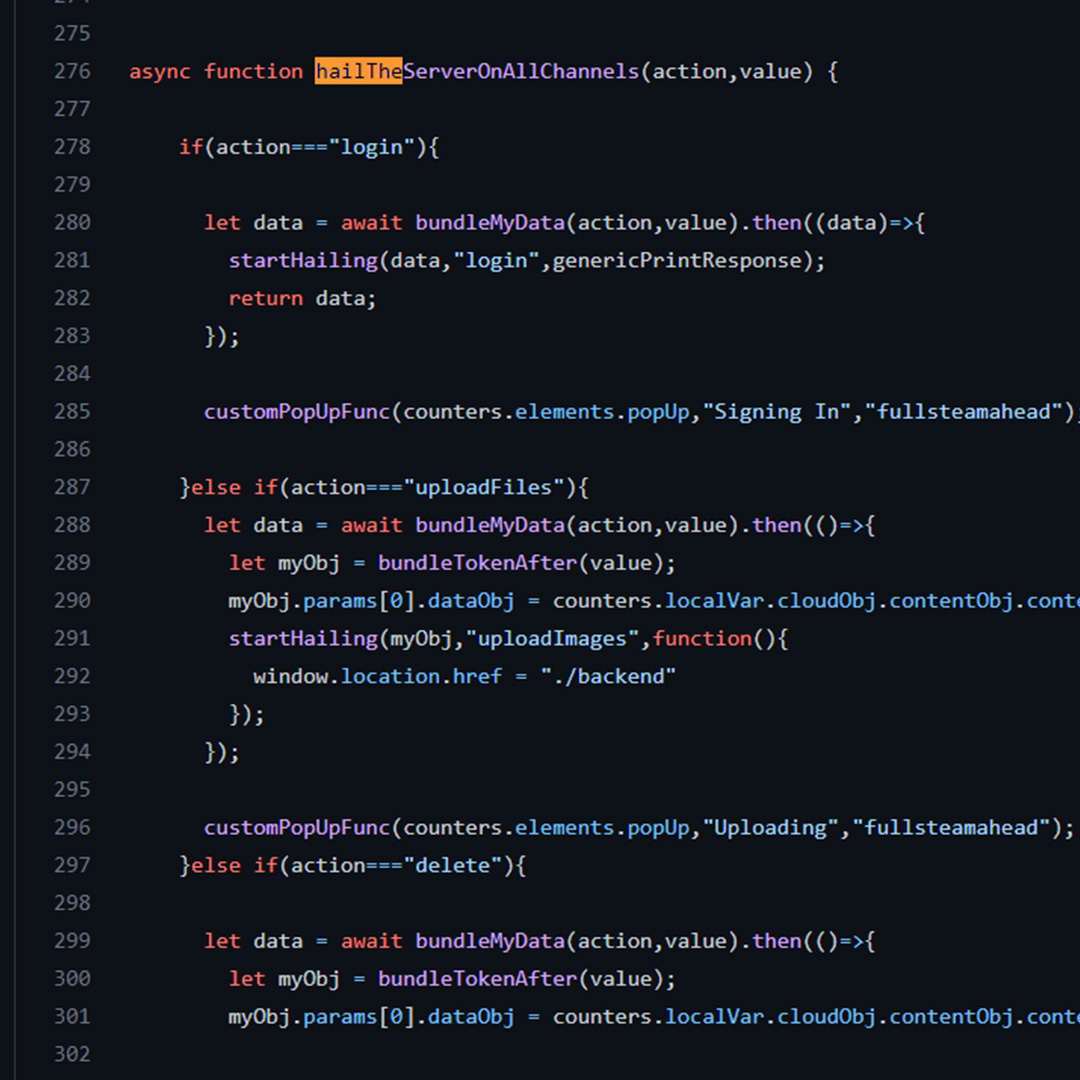 275
276 async function hailTheServerOnAllChannels(action,value) {
277
278 if(action==="login"){
279
280 let data = await bundleMyData(action,value).then((data)=>{
281 startHailing(data,"login",genericPrintResponse);
282 return data;
283 });
284
285 customPopUpFunc(counters.elements.popUp,"Signing In","fullsteamahead");
286
287 }else if(action==="uploadFiles"){
288 let data = await bundleMyData(action,value).then(()=>{
289 let myObj = bundleTokenAfter(value);
290 myObj.params[0].dataObj = counters.localVar.cloudObj.contentObj.conte
291 startHailing(myObj,"uploadImages",function(){
292 window.location.href = "./backend"
293 });
294 });
295
296 customPopUpFunc(counters.elements.popUp,"Uploading","fullsteamahead");
297 }else if(action==="delete"){
298
299 let data = await bundleMyData(action,value).then(()=>{
300 let myObj = bundleTokenAfter(value);
301 myObj.params[0].dataObj = counters.localVar.cloudObj.contentObj.conte
302